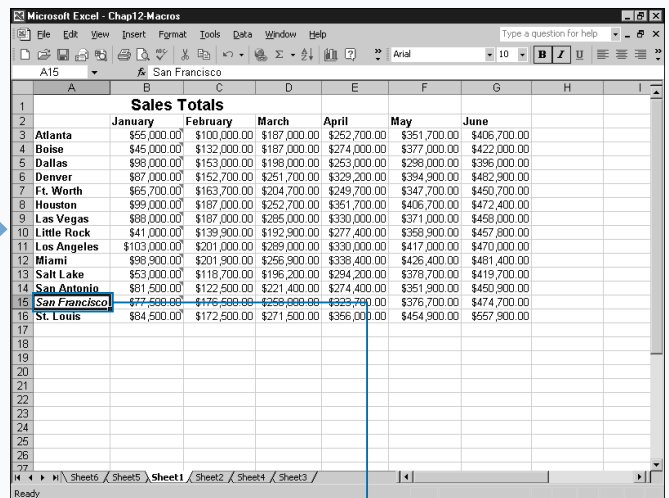 Microsoft Excel - Chap12-Macros
File Edit View Insert Format Tools Data Window Help Type a question for help
Arial 10 B I U
A15 fx San Francisco
A B C D E F G H I
1 Sales Totals
2 January February March April May June
3 Atlanta $55,000.00 $100,000.00 $187,000.00 $252,700.00 $351,700.00 $406,700.00
4 Boise $45,000.00 $132,000.00 $187,000.00 $274,000.00 $377,000.00 $422,000.00
5 Dallas $98,000.00 $153,000.00 $198,000.00 $253,000.00 $298,000.00 $396,000.00
6 Denver $87,000.00 $152,700.00 $251,700.00 $329,200.00 $394,900.00 $482,900.00
7 Ft. Worth $65,700.00 $163,700.00 $204,700.00 $249,700.00 $347,700.00 $450,700.00
8 Houston $99,000.00 $187,000.00 $252,700.00 $351,700.00 $406,700.00 $472,400.00
9 Las Vegas $88,000.00 $187,000.00 $285,000.00 $330,000.00 $371,000.00 $458,000.00
10 Little Rock $41,000.00 $139,900.00 $192,900.00 $277,400.00 $358,900.00 $457,800.00
11 Los Angeles $103,000.00 $201,000.00 $289,000.00 $330,000.00 $417,000.00 $470,000.00
12 Miami $98,900.00 $201,900.00 $256,900.00 $338,400.00 $426,400.00 $481,400.00
13 Salt Lake $53,000.00 $118,700.00 $196,200.00 $294,200.00 $378,700.00 $419,700.00
14 San Antonio $81,500.00 $122,500.00 $221,400.00 $274,400.00 $351,900.00 $450,900.00
15 San Francisco $77,500.00 $176,500.00 $258,000.00 $323,700.00 $376,700.00 $474,700.00
16 St. Louis $84,500.00 $172,500.00 $271,500.00 $356,000.00 $454,900.00 $557,900.00
17
18
19
20
21
22
23
24
25
26
27
Sheet6 Sheet5 Sheet1 Sheet2 Sheet4 Sheet3
Ready